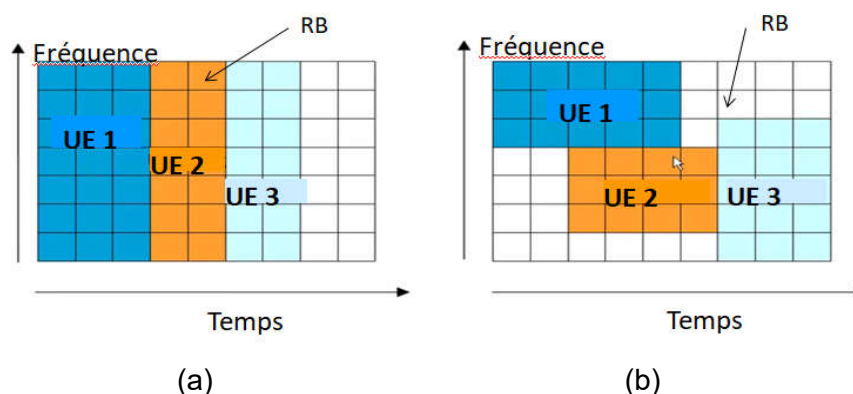 RB
Fréquence
UE 1
UE 2
UE 3
Temps
(a)
RB
Fréquence
UE 1
UE 2
UE 3
Temps
(b)